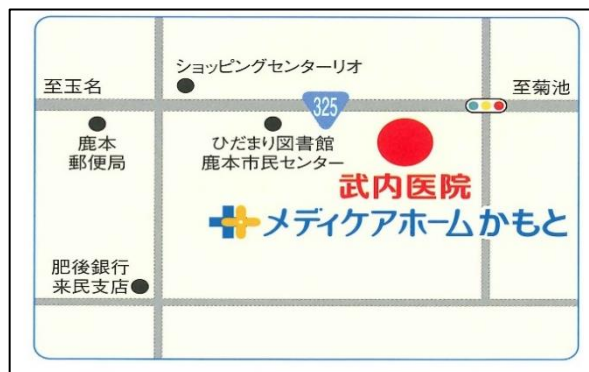 ショッピングセンターリオ
至玉名
至菊池
325
鹿本
郵便局
ひだまり図書館
鹿本市民センター
武内医院
メディケアホームかもと
肥後銀行
来民支店